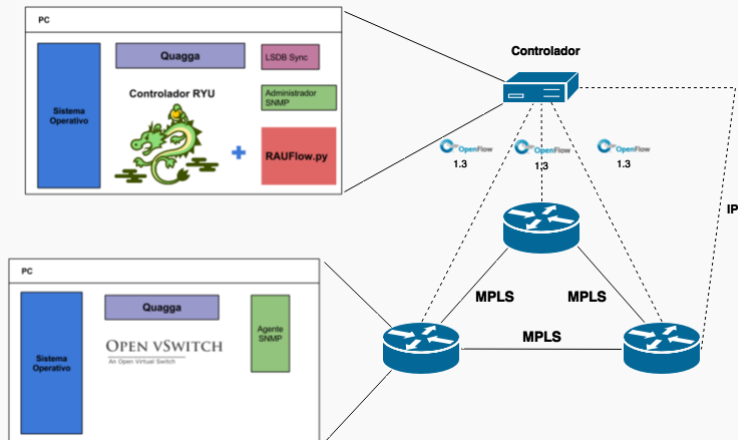 PC
Quagga
LSDB Sync
Sistema
Operativo
Controlador RYU
Administrador
SNMP
RAUFlow.py
Controlador
OpenFlow
1.3
OpenFlow
1.3
OpenFlow
1.3
IP
MPLS
MPLS
MPLS
PC
Quagga
Agente
SNMP
OPEN VSWITCH
An Open Virtual Switch
Sistema
Operativo